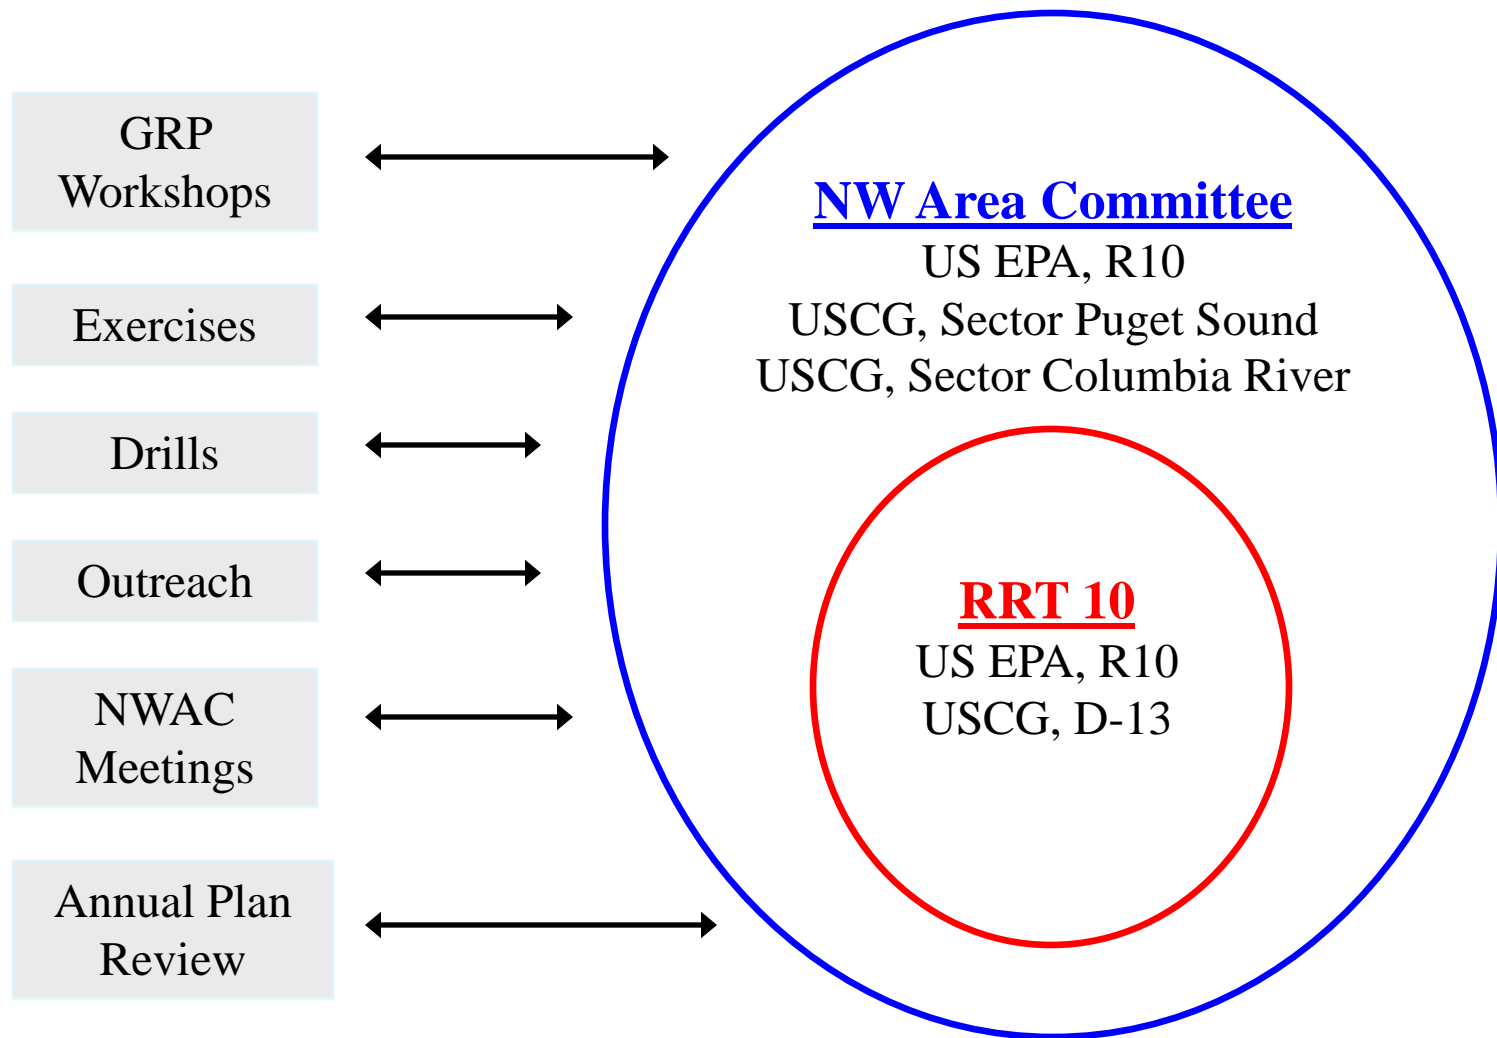 GRP
Workshops
Exercises
Drills
Outreach
NWAC
Meetings
Annual Plan
Review
NW Area Committee
US EPA, R10
USCG, Sector Puget Sound
USCG, Sector Columbia River
RRT 10
US EPA, R10
USCG, D-13